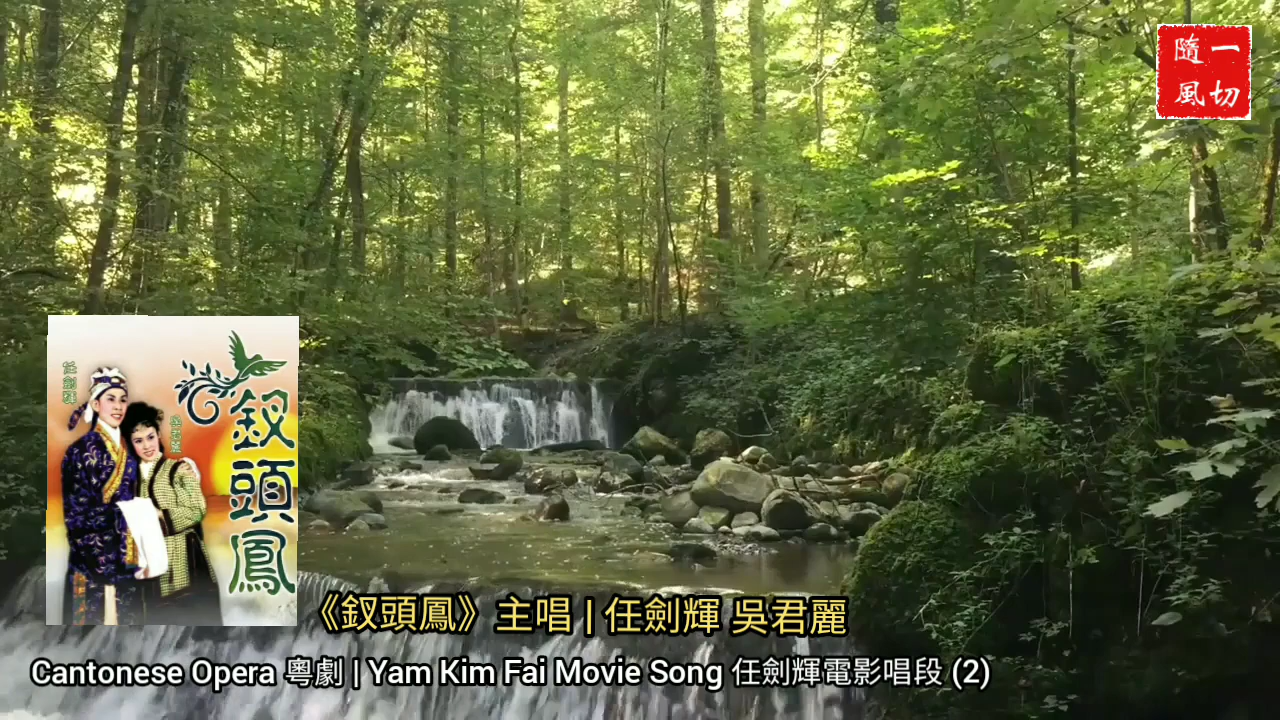 一切
隨風
任劍輝
吳君麗
釵頭鳳
《釵頭鳳》主唱 | 任劍輝 吳君麗
Cantonese Opera 粵劇 | Yam Kim Fai Movie Song 任劍輝電影唱段 (2)